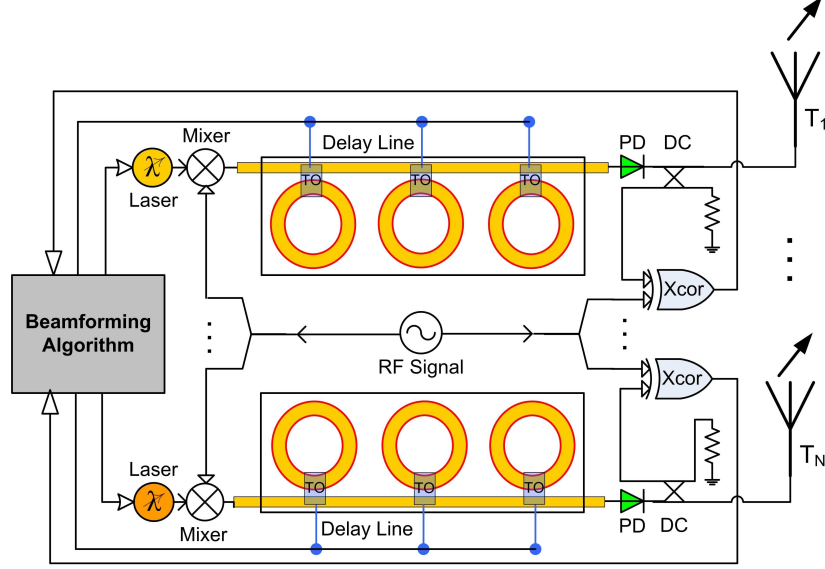 Mixer
Delay Line
PD DC
T1
λ
Laser
TO TO TO
Xcor
Beamforming
Algorithm
RF Signal
Xcor
Laser
λ
TO TO TO
TN
Mixer
Delay Line
PD DC